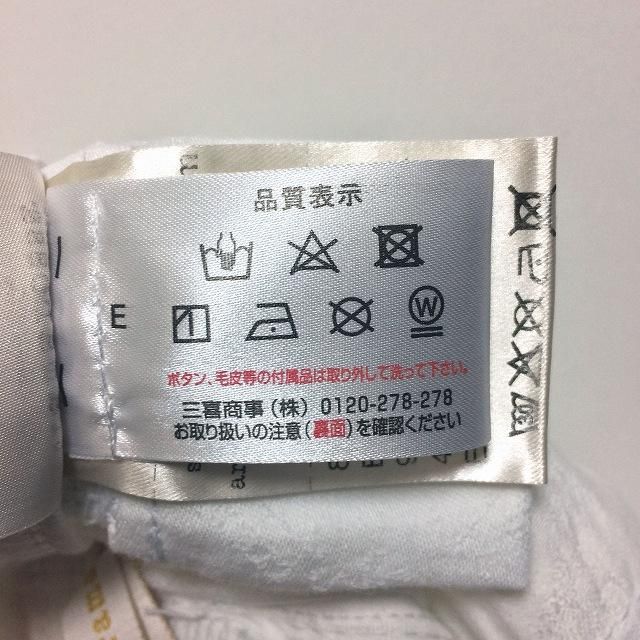 品質表示
W
E
ボタン、毛皮等の付属品は取り外して洗って下さい。
三喜商事（株）0120-278-278
お取り扱いの注意（裏面）を確認ください